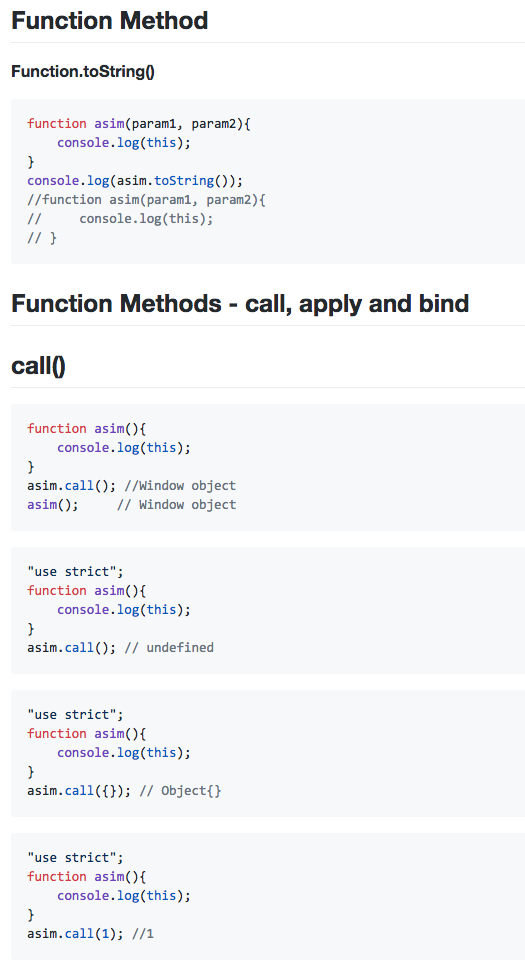 Function Method
Function.toString()
function asim(param1, param2){
    console.log(this);
}
console.log(asim.toString());
//function asim(param1, param2){
//     console.log(this);
// }
Function Methods - call, apply and bind
call()
function asim(){
    console.log(this);
}
asim.call(); //Window object
asim();     // Window object
"use strict";
function asim(){
    console.log(this);
}
asim.call(); // undefined
"use strict";
function asim(){
    console.log(this);
}
asim.call({}); // Object{}
"use strict";
function asim(){
    console.log(this);
}
asim.call(1); //1